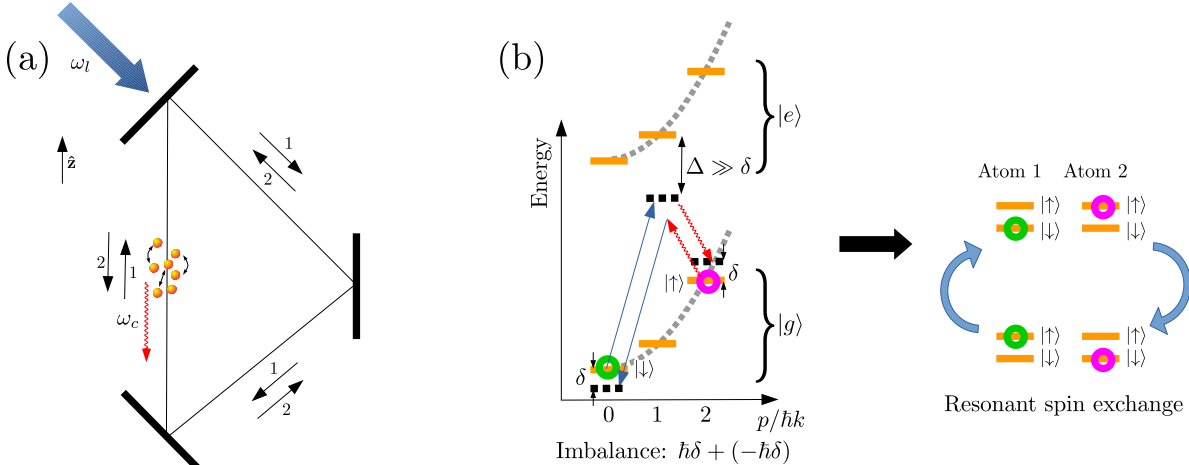 (a)
ω_l
ẑ
1
2
2
1
ω_c
1
2
(b)
Energy
|e⟩
Δ ≫ δ
|↑⟩
δ
|g⟩
|↓⟩
δ
0 1 2 p/ħk
Imbalance: ħδ + (−ħδ)
Atom 1 Atom 2
|↑⟩ |↑⟩
|↓⟩ |↓⟩
|↑⟩ |↑⟩
|↓⟩ |↓⟩
Resonant spin exchange